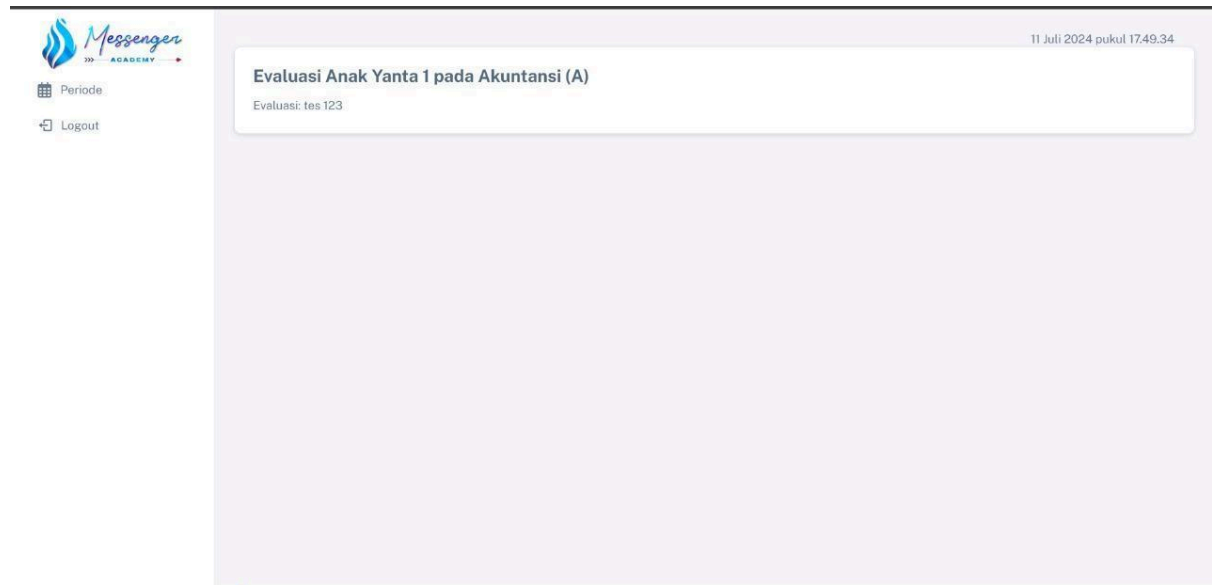 Messenger
ACADEMY
Periode
Logout
11 Juli 2024 pukul 17.49.34
Evaluasi Anak Yanta 1 pada Akuntansi (A)
Evaluasi: tes 123